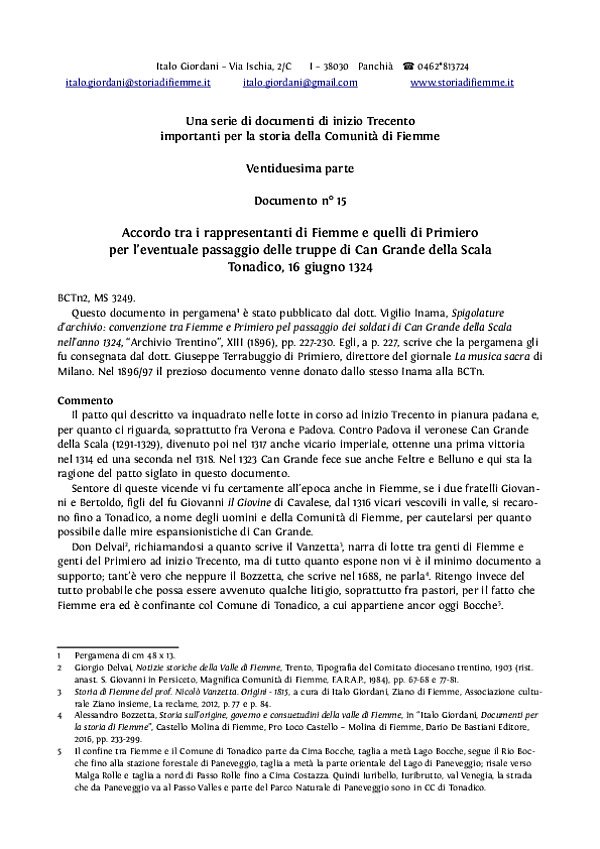 Italo Giordani – Via Ischia, 2/C I – 38030 Panchià ☎ 0462*813724
italo.giordani@storiadifiemme.it italo.giordani@gmail.com www.storiadifiemme.it
Una serie di documenti di inizio Trecento
importanti per la storia della Comunità di Fiemme
Ventiduesima parte
Documento n° 15
Accordo tra i rappresentanti di Fiemme e quelli di Primiero
per l'eventuale passaggio delle truppe di Can Grande della Scala
Tonadico, 16 giugno 1324
BCTn2, MS 3249.
Questo documento in pergamena¹ è stato pubblicato dal dott. Vigilio Inama, Spigolature
d'archivio: convenzione tra Fiemme e Primiero pel passaggio dei soldati di Can Grande della Scala
nell'anno 1324, "Archivio Trentino", XIII (1896), pp. 227-230. Egli, a p. 227, scrive che la pergamena gli
fu consegnata dal dott. Giuseppe Terrabuggio di Primiero, direttore del giornale La musica sacra di
Milano. Nel 1896/97 il prezioso documento venne donato dallo stesso Inama alla BCTn.
Commento
Il patto qui descritto va inquadrato nelle lotte in corso ad inizio Trecento in pianura padana e,
per quanto ci riguarda, soprattutto fra Verona e Padova. Contro Padova il veronese Can Grande
della Scala (1291-1329), divenuto poi nel 1317 anche vicario imperiale, ottenne una prima vittoria
nel 1314 ed una seconda nel 1318. Nel 1323 Can Grande fece sue anche Feltre e Belluno e qui sta la
ragione del patto siglato in questo documento.
Sentore di queste vicende vi fu certamente all'epoca anche in Fiemme, se i due fratelli Giovan-
ni e Bertoldo, figli del fu Giovanni il Giovine di Cavalese, dal 1316 vicari vescovili in valle, si recaro-
no fino a Tonadico, a nome degli uomini e della Comunità di Fiemme, per cautelarsi per quanto
possibile dalle mire espansionistiche di Can Grande.
Don Delvai², richiamandosi a quanto scrive il Vanzetta³, narra di lotte tra genti di Fiemme e
genti del Primiero ad inizio Trecento, ma di tutto quanto espone non vi è il minimo documento a
supporto; tant'è vero che neppure il Bozzetta, che scrive nel 1688, ne parla⁴. Ritengo invece del
tutto probabile che possa essere avvenuto qualche litigio, soprattutto fra pastori, per il fatto che
Fiemme era ed è confinante col Comune di Tonadico, a cui appartiene ancor oggi Bocche⁵.
1 Pergamena di cm 48 x 13.
2 Giorgio Delvai, Notizie storiche della Valle di Fiemme, Trento, Tipografia del Comitato diocesano trentino, 1903 (rist.
anast. S. Giovanni in Persiceto, Magnifica Comunità di Fiemme, F.A.R.A.P., 1984), pp. 67-68 e 77-81.
3 Storia di Fiemme del prof. Nicolò Vanzetta. Origini - 1815, a cura di Italo Giordani, Ziano di Fiemme, Associazione cultu-
rale Ziano insieme, La reclame, 2012, p. 77 e p. 84.
4 Alessandro Bozzetta, Storia sull'origine, governo e consuetudini della valle di Fiemme, in "Italo Giordani, Documenti per
la storia di Fiemme", Castello Molina di Fiemme, Pro Loco Castello – Molina di Fiemme, Dario De Bastiani Editore,
2016, pp. 233-299.
5 Il confine tra Fiemme e il Comune di Tonadico parte da Cima Bocche, taglia a metà Lago Bocche, segue il Rio Boc-
che fino alla stazione forestale di Paneveggio, taglia a metà la parte orientale del Lago di Paneveggio; risale verso
Malga Rolle e taglia a nord di Passo Rolle fino a Cima Costazza. Quindi Iuribello, Iuribrutto, val Venegia, la strada
che da Paneveggio va al Passo Valles e parte del Parco Naturale di Paneveggio sono in CC di Tonadico.